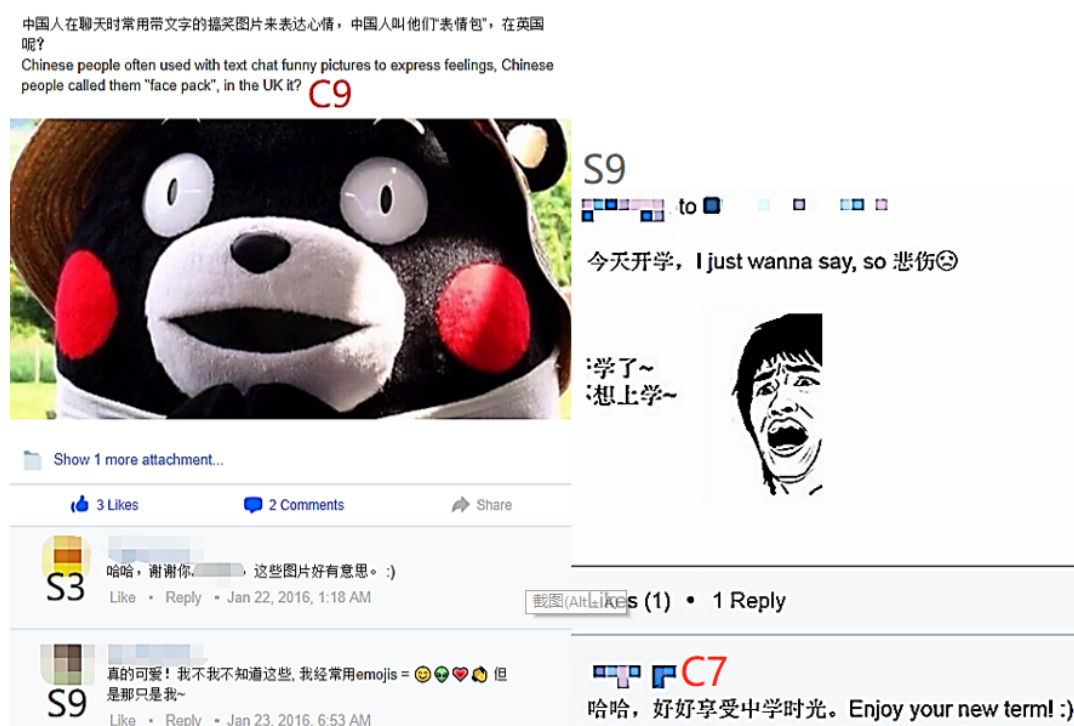 中国人在聊天时常用带文字的搞笑图片来表达心情，中国人叫他们“表情包”，在英国
呢？
Chinese people often used with text chat funny pictures to express feelings, Chinese
people called them "face pack", in the UK it?
C9
Show 1 more attachment...
3 Likes 2 Comments Share
S3
哈哈，谢谢你 ，这些图片好有意思。:)
Like • Reply • Jan 22, 2016, 1:18 AM
S9
真的可爱！我不我不知道这些, 我经常用emojis = 😊👽❤️👏 但
是那只是我~
Like • Reply • Jan 23, 2016, 6:53 AM
S9
to
今天开学，I just wanna say, so 悲伤☹
学了~
想上学~
截图(Alt + A)
Likes (1) • 1 Reply
C7
哈哈，好好享受中学时光。Enjoy your new term! :)